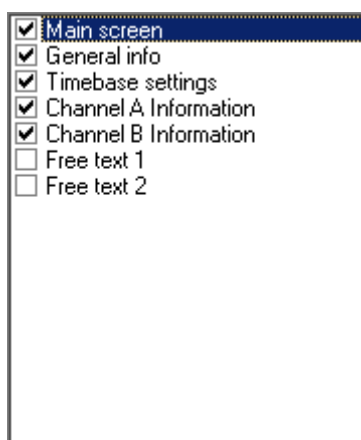 Main screen
General info
Timebase settings
Channel A Information
Channel B Information
Free text 1
Free text 2